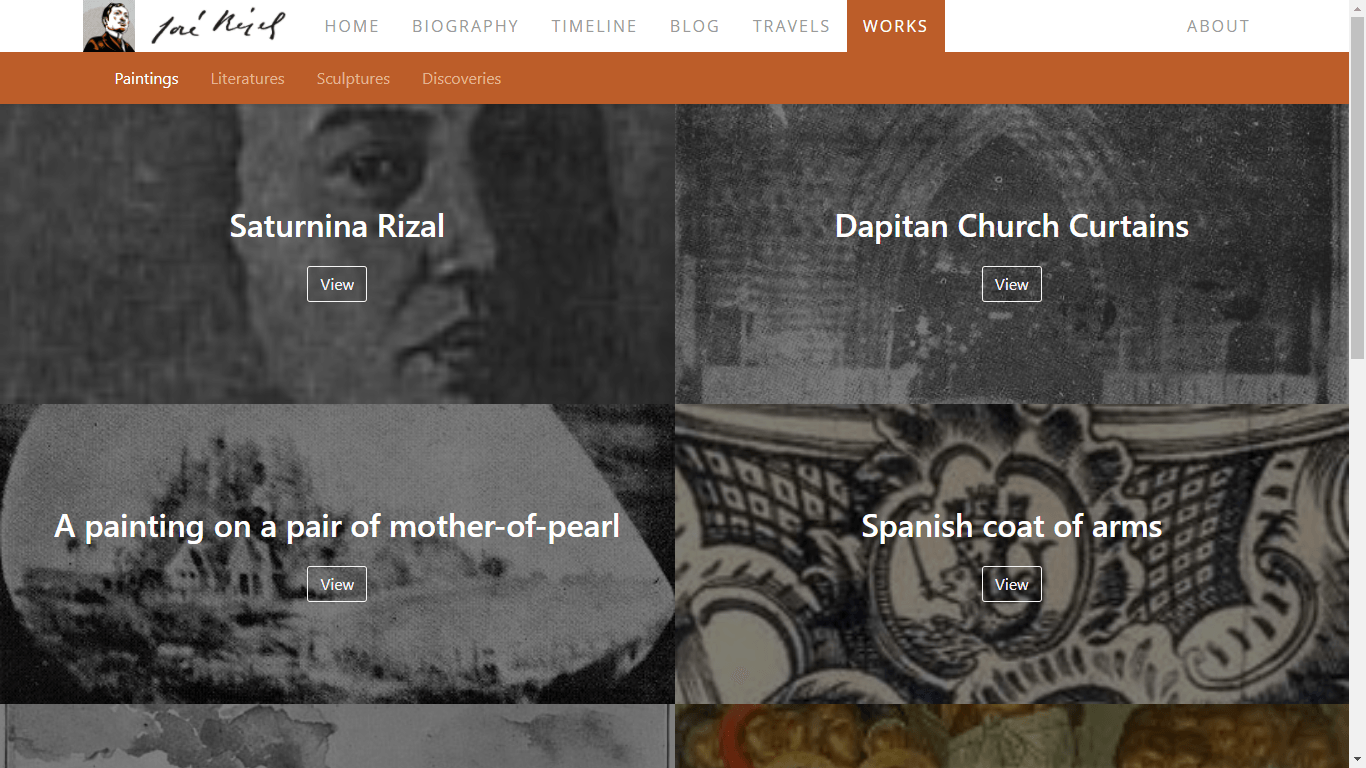 José Rizal HOME BIOGRAPHY TIMELINE BLOG TRAVELS WORKS ABOUT
Paintings Literatures Sculptures Discoveries
Saturnina Rizal
View
Dapitan Church Curtains
View
A painting on a pair of mother-of-pearl
View
Spanish coat of arms
View